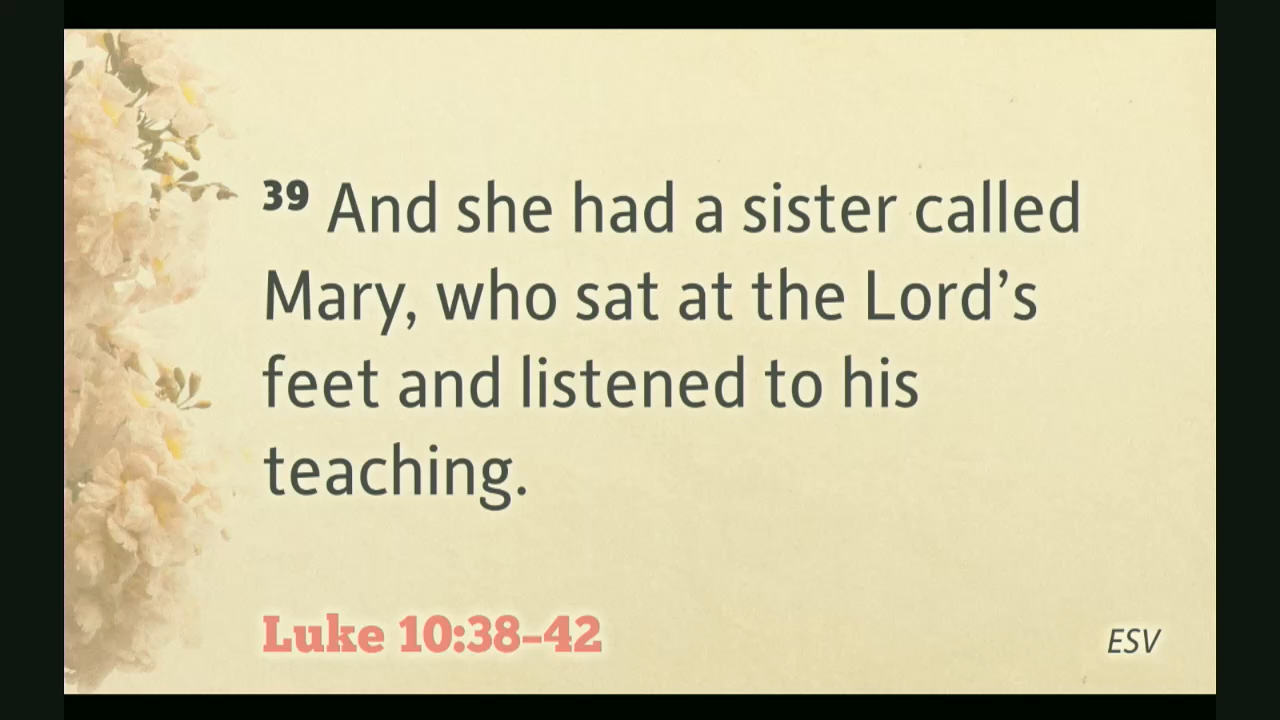 39 And she had a sister called
Mary, who sat at the Lord’s
feet and listened to his
teaching.
Luke 10:38–42
ESV